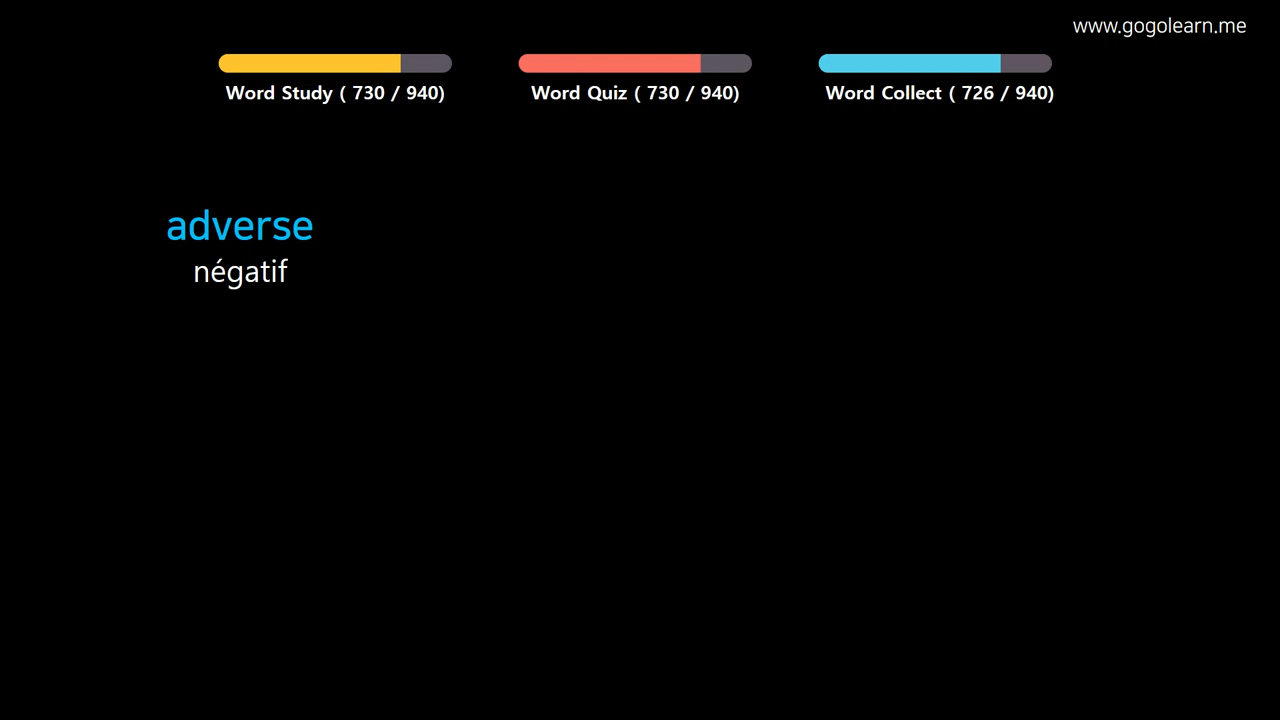 www.gogolearn.me
Word Study ( 730 / 940)
Word Quiz ( 730 / 940)
Word Collect ( 726 / 940)
adverse
négatif